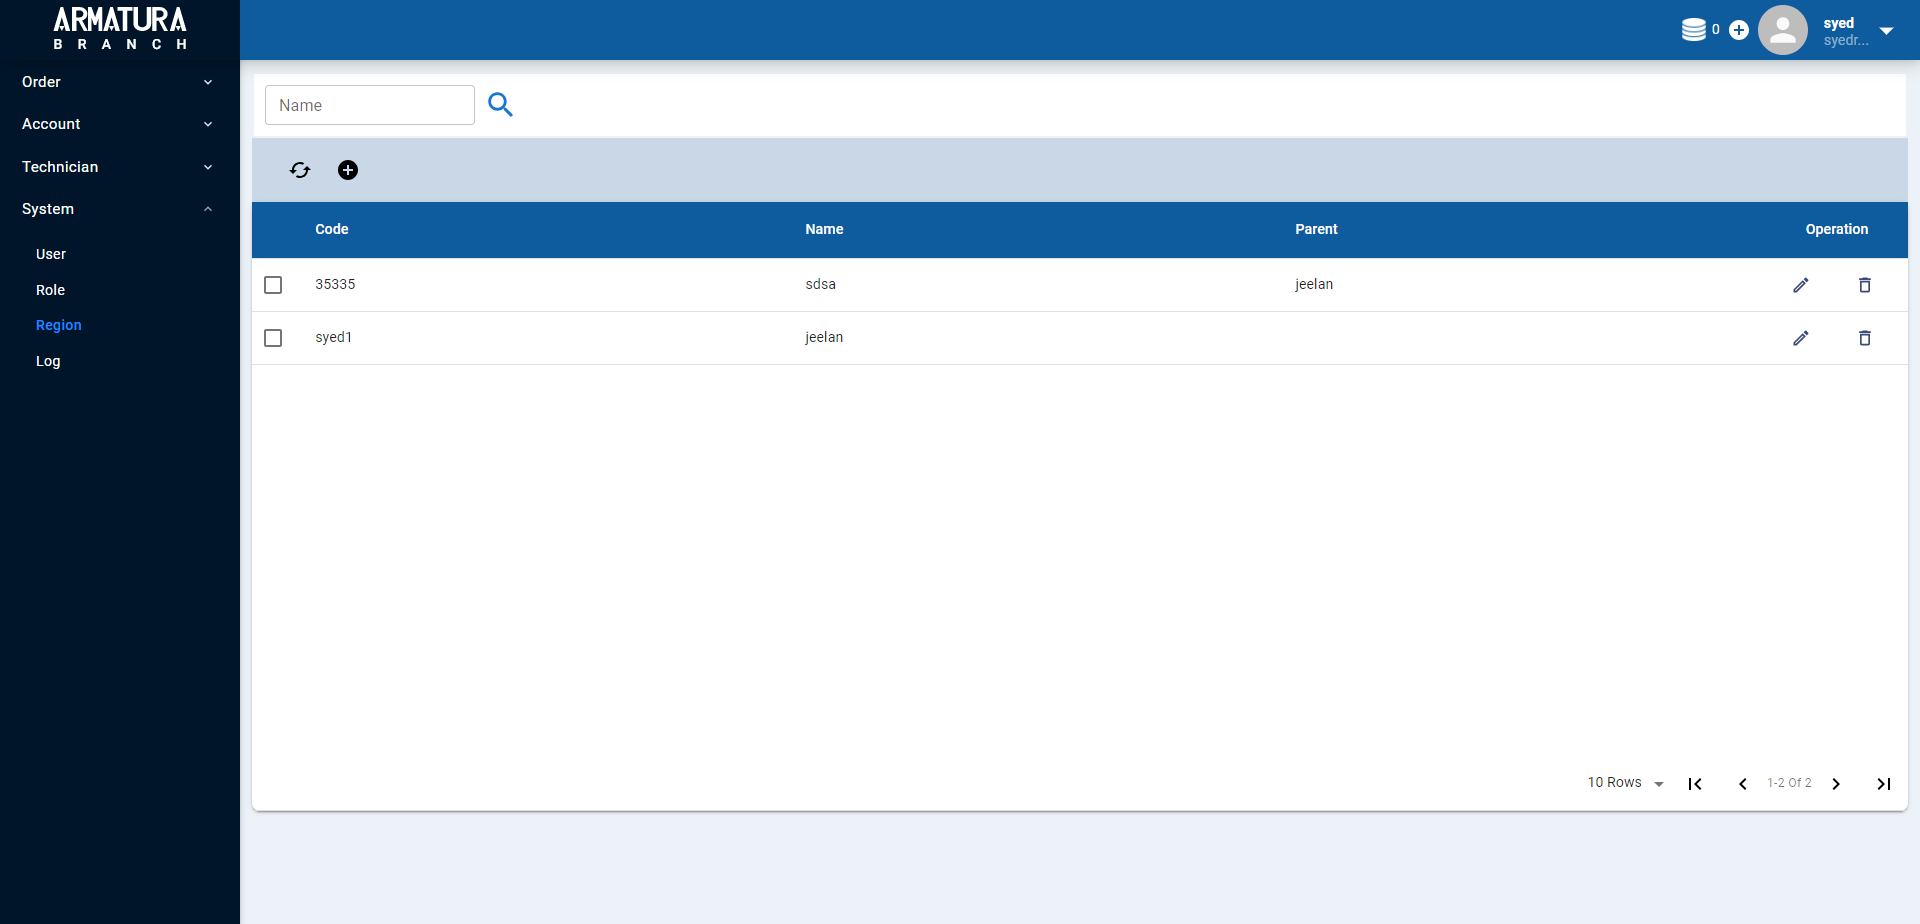 ARMATURA
BRANCH
0
syed
syedr...
Order
Account
Technician
System
User
Role
Region
Log
Name
Code Name Parent Operation
35335 sdsa jeelan
syed1 jeelan
10 Rows 1-2 Of 2